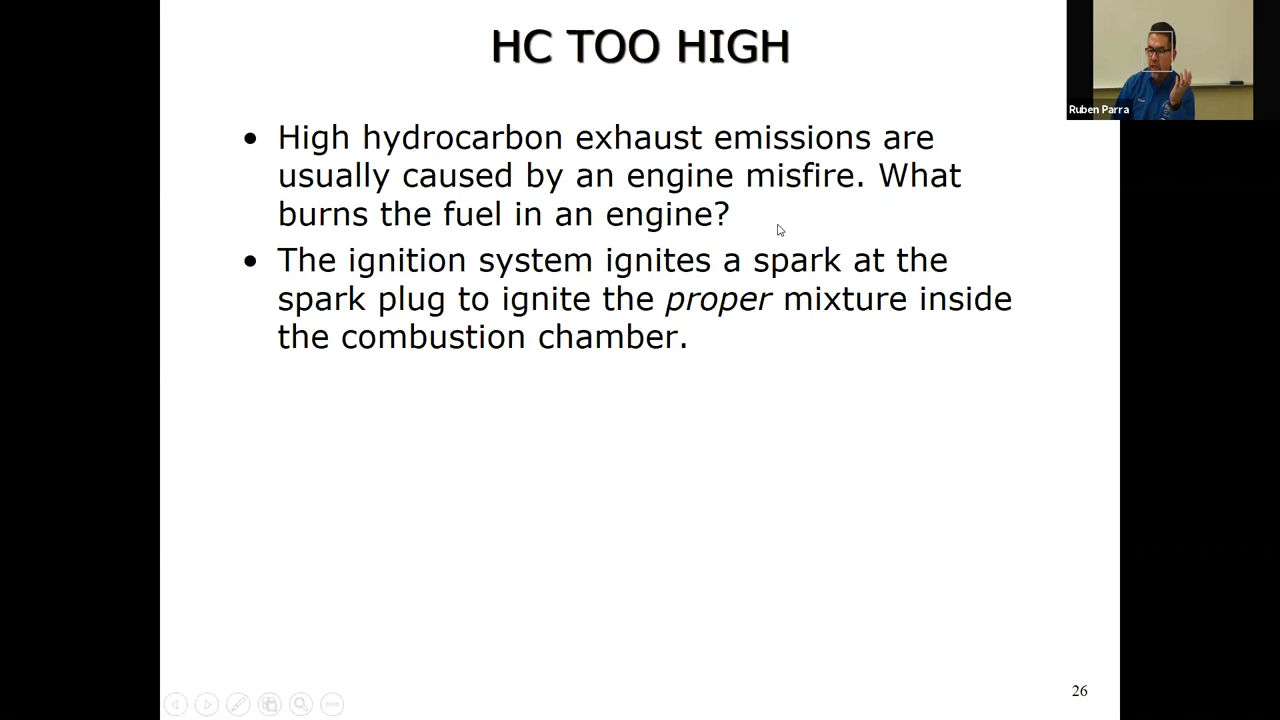 HC TOO HIGH
Ruben Parra
• High hydrocarbon exhaust emissions are
usually caused by an engine misfire. What
burns the fuel in an engine?
• The ignition system ignites a spark at the
spark plug to ignite the proper mixture inside
the combustion chamber.
26